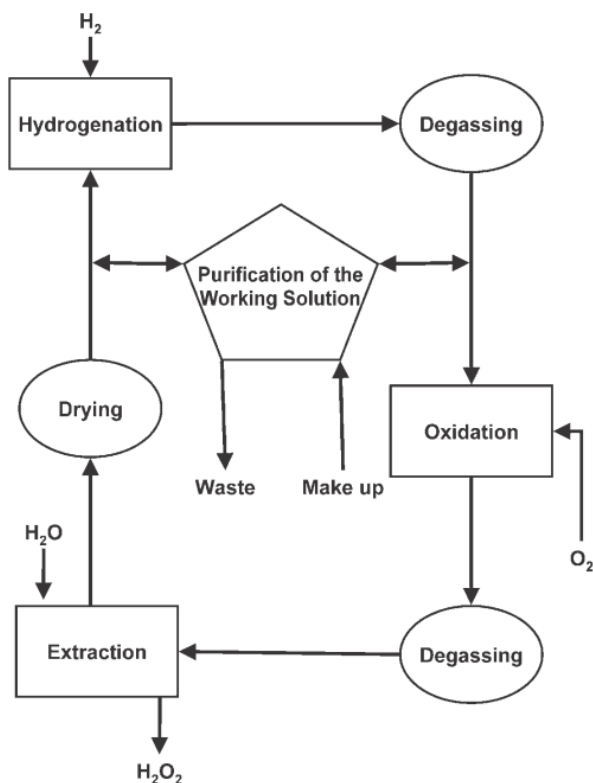 H₂
Hydrogenation
Degassing
Purification of the
Working Solution
Drying
Oxidation
Waste
Make up
H₂O
O₂
Extraction
Degassing
H₂O₂